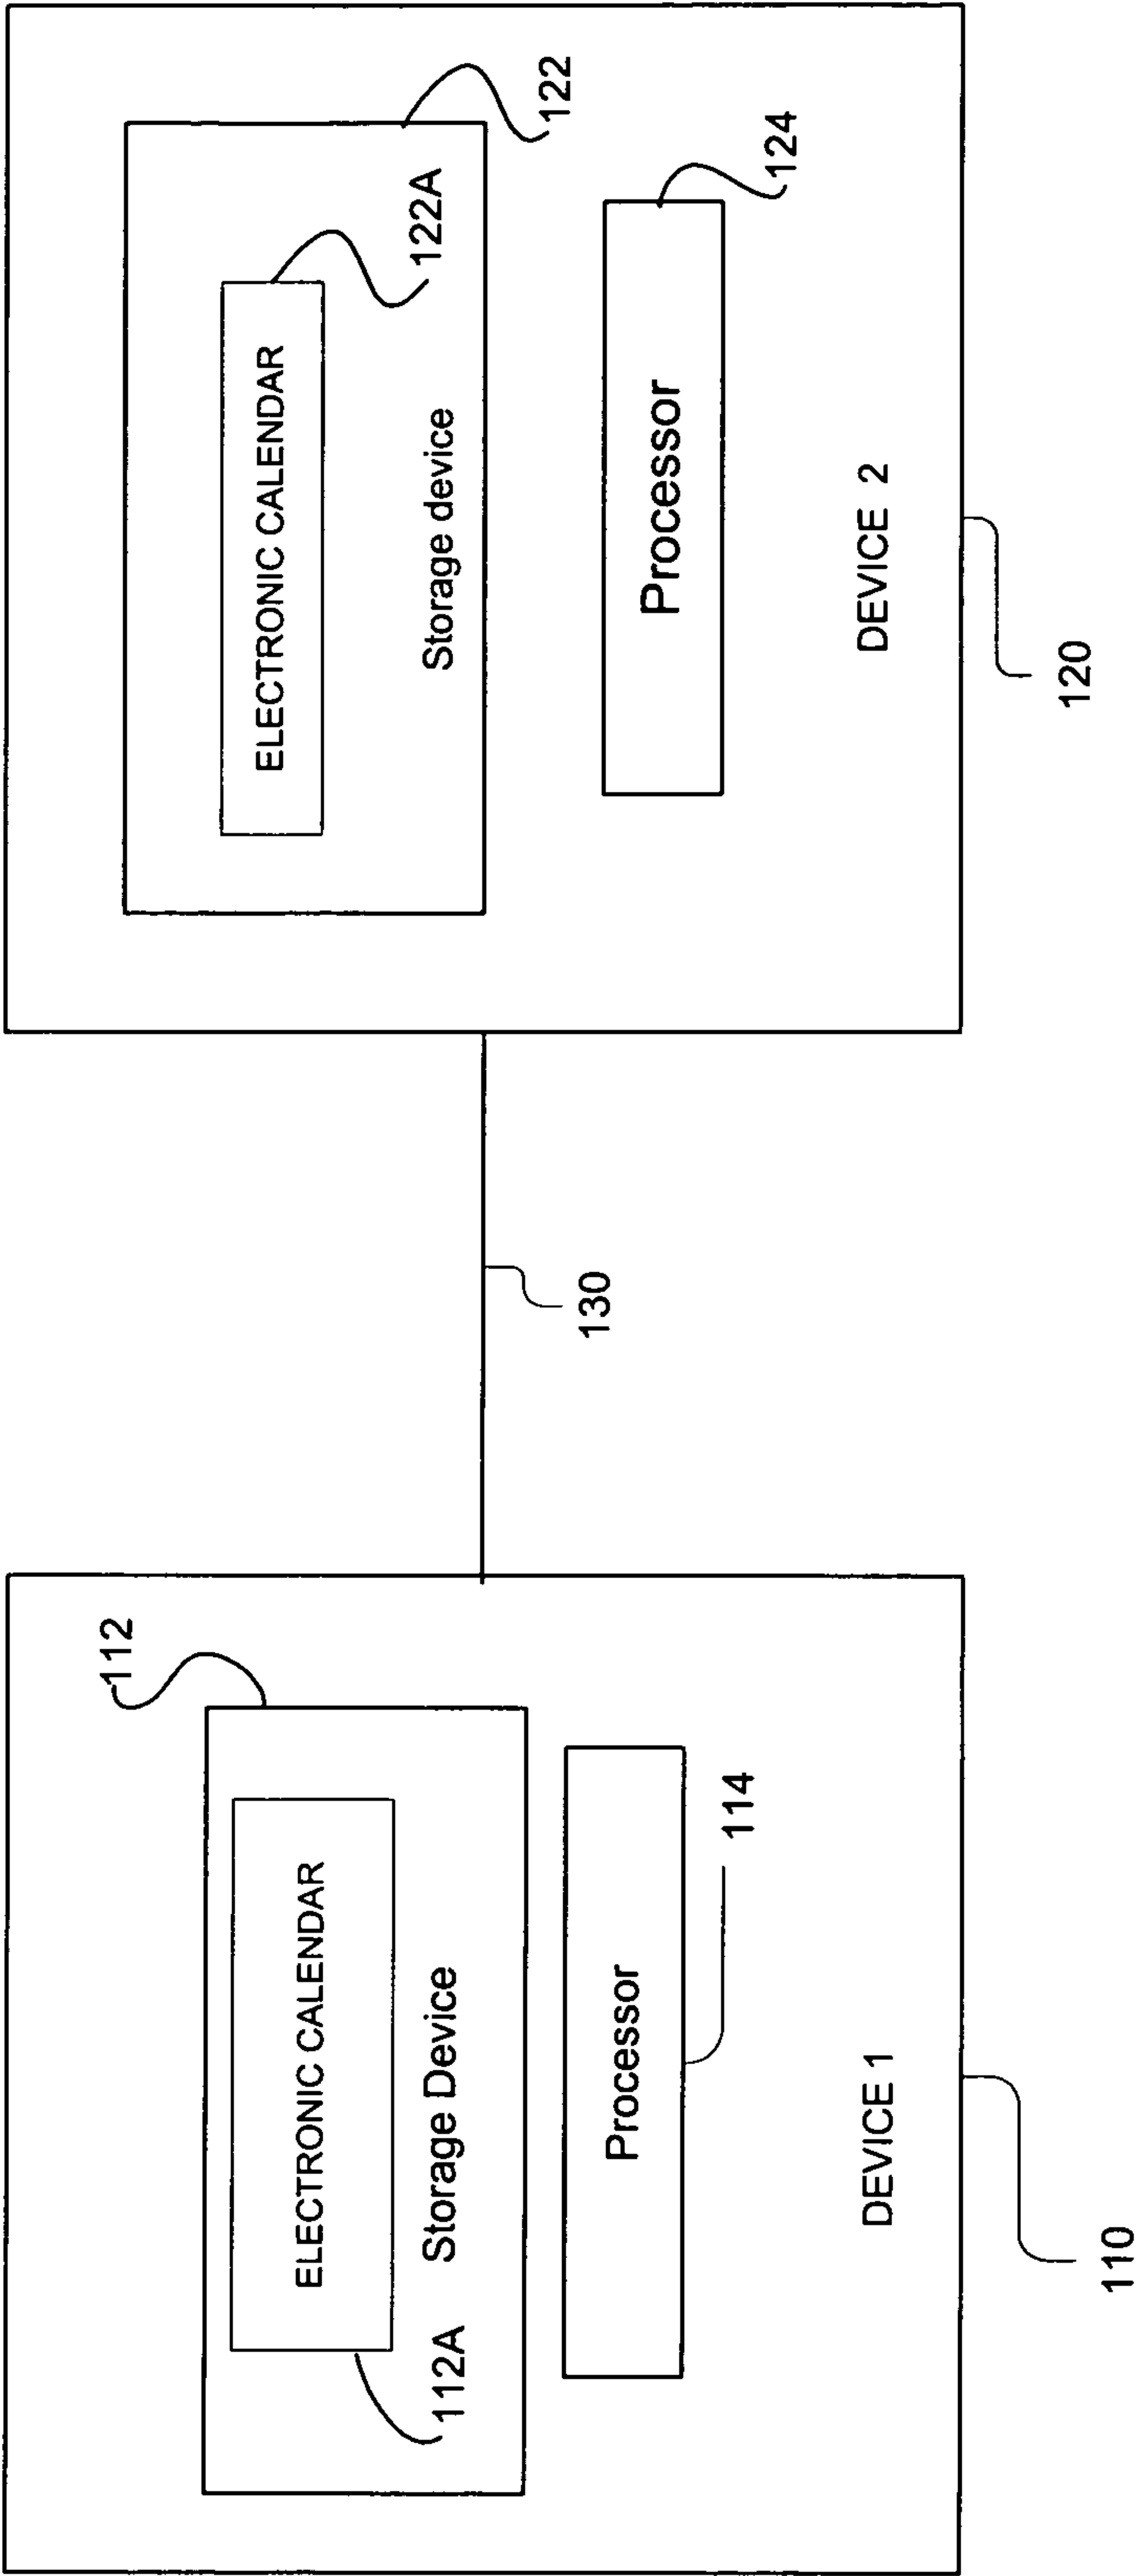 112
ELECTRONIC CALENDAR
Storage Device
112A
Processor
114
DEVICE 1
110
130
ELECTRONIC CALENDAR
122A
Storage device
122
Processor
124
DEVICE 2
120